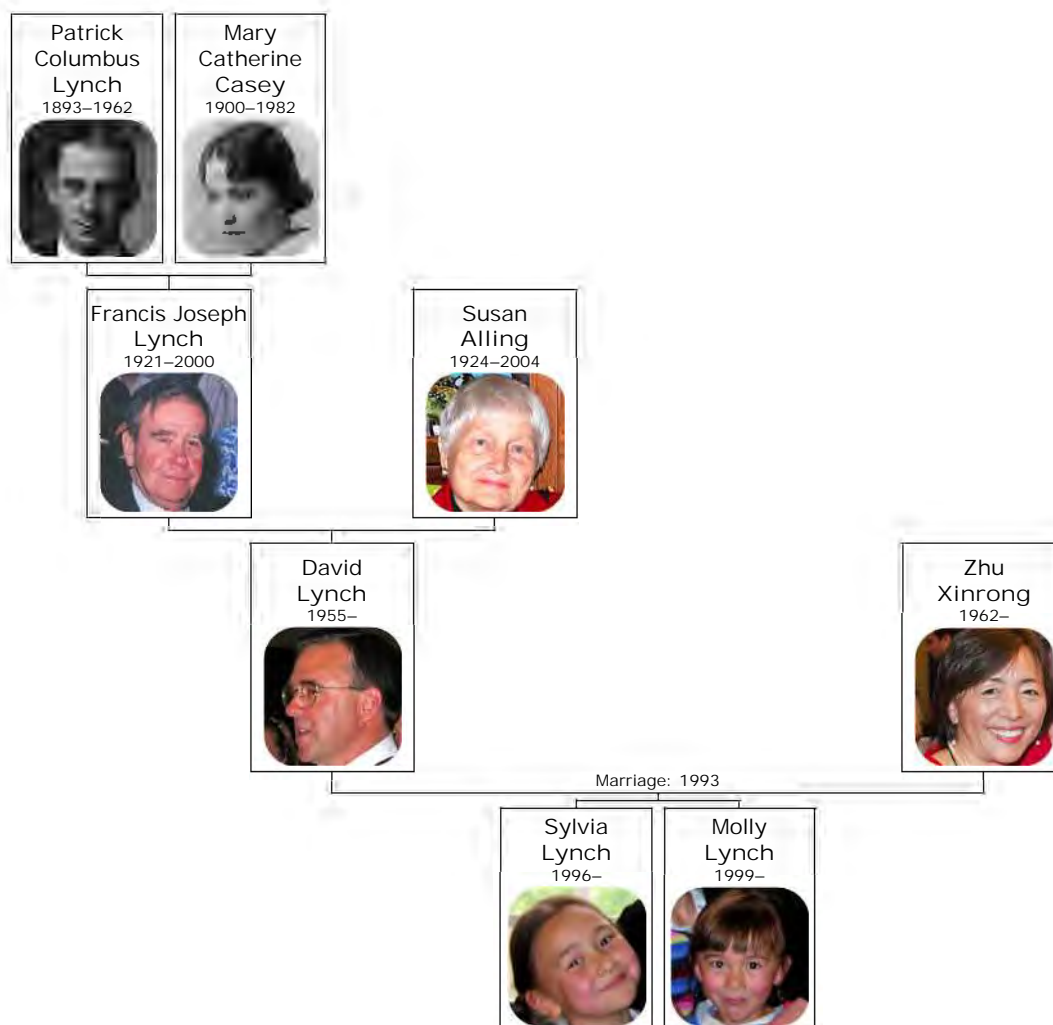 Patrick
Columbus
Lynch
1893–1962
Mary
Catherine
Casey
1900–1982
Francis Joseph
Lynch
1921–2000
Susan
Alling
1924–2004
David
Lynch
1955–
Zhu
Xinrong
1962–
Marriage: 1993
Sylvia
Lynch
1996–
Molly
Lynch
1999–